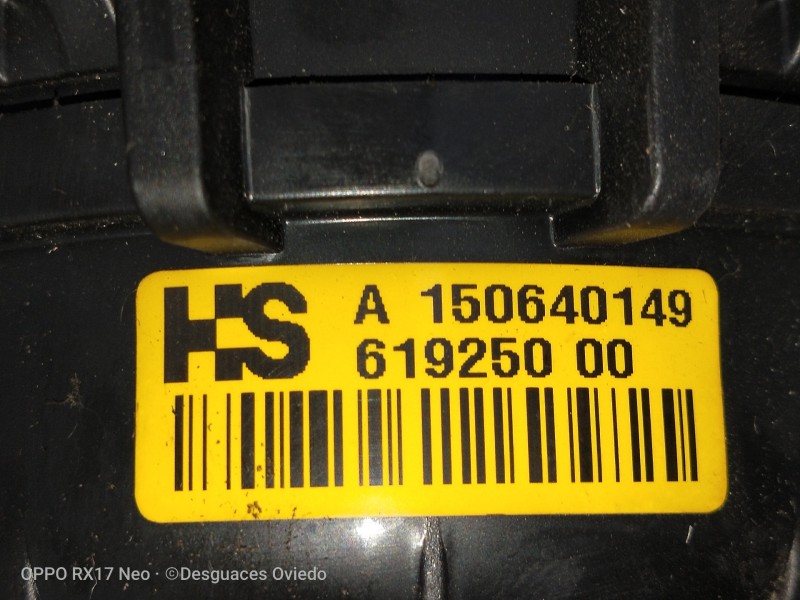 HS A 150640149
619250 00
OPPO RX17 Neo · ©Desguaces Oviedo